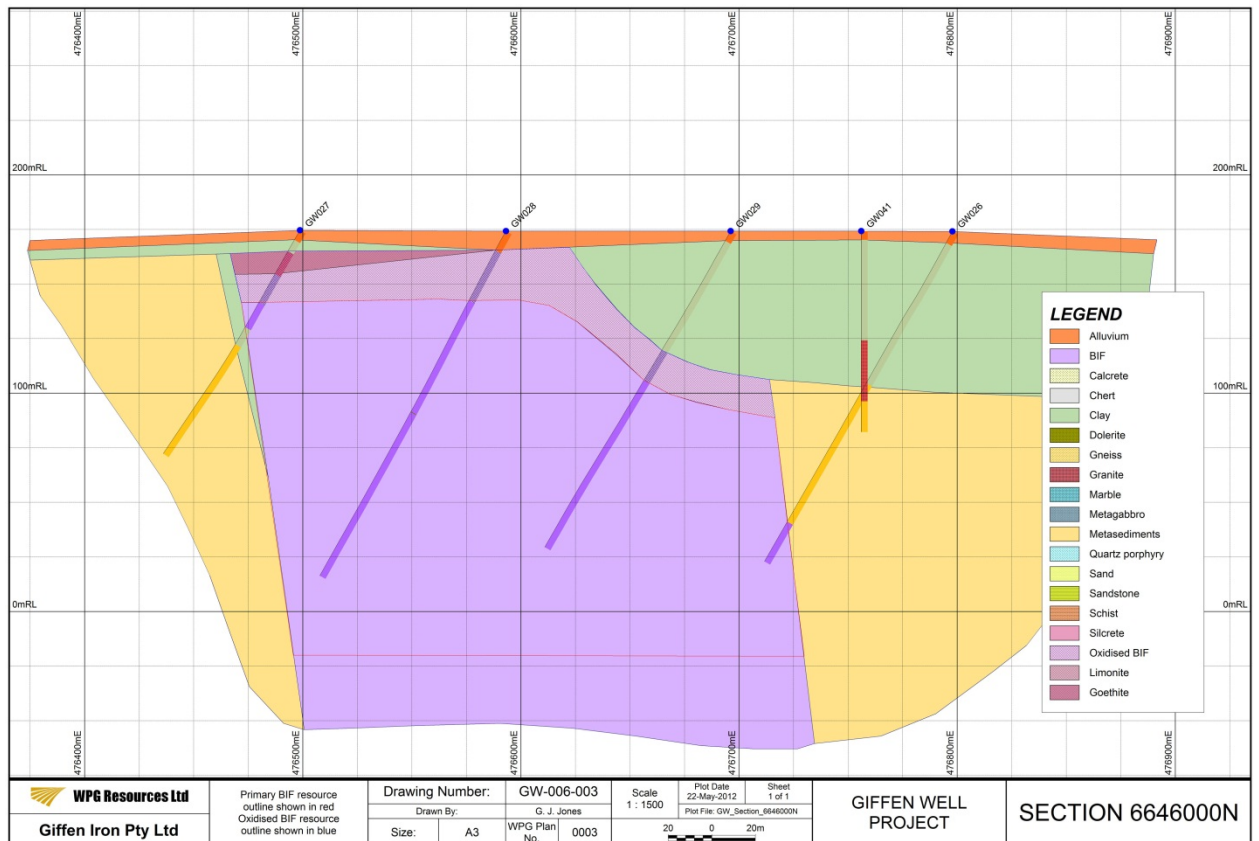 476400mE
476500mE
476600mE
476700mE
476800mE
476900mE
200mRL
200mRL
GW027
GW028
GW029
GW041
GW026
100mRL
100mRL
0mRL
0mRL
LEGEND
Alluvium
BIF
Calcrete
Chert
Clay
Dolerite
Gneiss
Granite
Marble
Metagabbro
Metasediments
Quartz porphyry
Sand
Sandstone
Schist
Silcrete
Oxidised BIF
Limonite
Goethite
476400mE
476500mE
476600mE
476700mE
476800mE
476900mE
WPG Resources Ltd
Giffen Iron Pty Ltd
Primary BIF resource
outline shown in red
Oxidised BIF resource
outline shown in blue
Drawing Number: GW-006-003
Drawn By: G. J. Jones
Size: A3 WPG Plan No. 0003
Scale
1 : 1500
Plot Date
22-May-2012
Sheet
1 of 1
Plot File: GW_Section_6646000N
20 0 20m
GIFFEN WELL
PROJECT
SECTION 6646000N